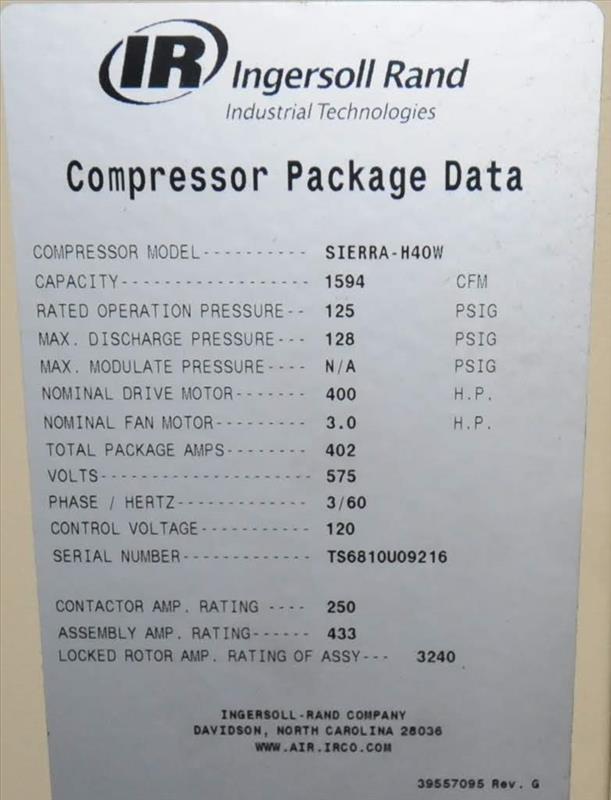 IR Ingersoll Rand
Industrial Technologies
Compressor Package Data
COMPRESSOR MODEL---------- SIERRA-H40W
CAPACITY------------------ 1594 CFM
RATED OPERATION PRESSURE-- 125 PSIG
MAX. DISCHARGE PRESSURE--- 128 PSIG
MAX. MODULATE PRESSURE---- N/A PSIG
NOMINAL DRIVE MOTOR------- 400 H.P.
NOMINAL FAN MOTOR--------- 3.0 H.P.
TOTAL PACKAGE AMPS-------- 402
VOLTS--------------------- 575
PHASE / HERTZ------------- 3/60
CONTROL VOLTAGE----------- 120
SERIAL NUMBER------------- TS6810U09216
CONTACTOR AMP. RATING ---- 250
ASSEMBLY AMP. RATING------ 433
LOCKED ROTOR AMP. RATING OF ASSY--- 3240
INGERSOLL-RAND COMPANY
DAVIDSON, NORTH CAROLINA 28036
WWW.AIR.IRCO.COM
39557095 Rev. G